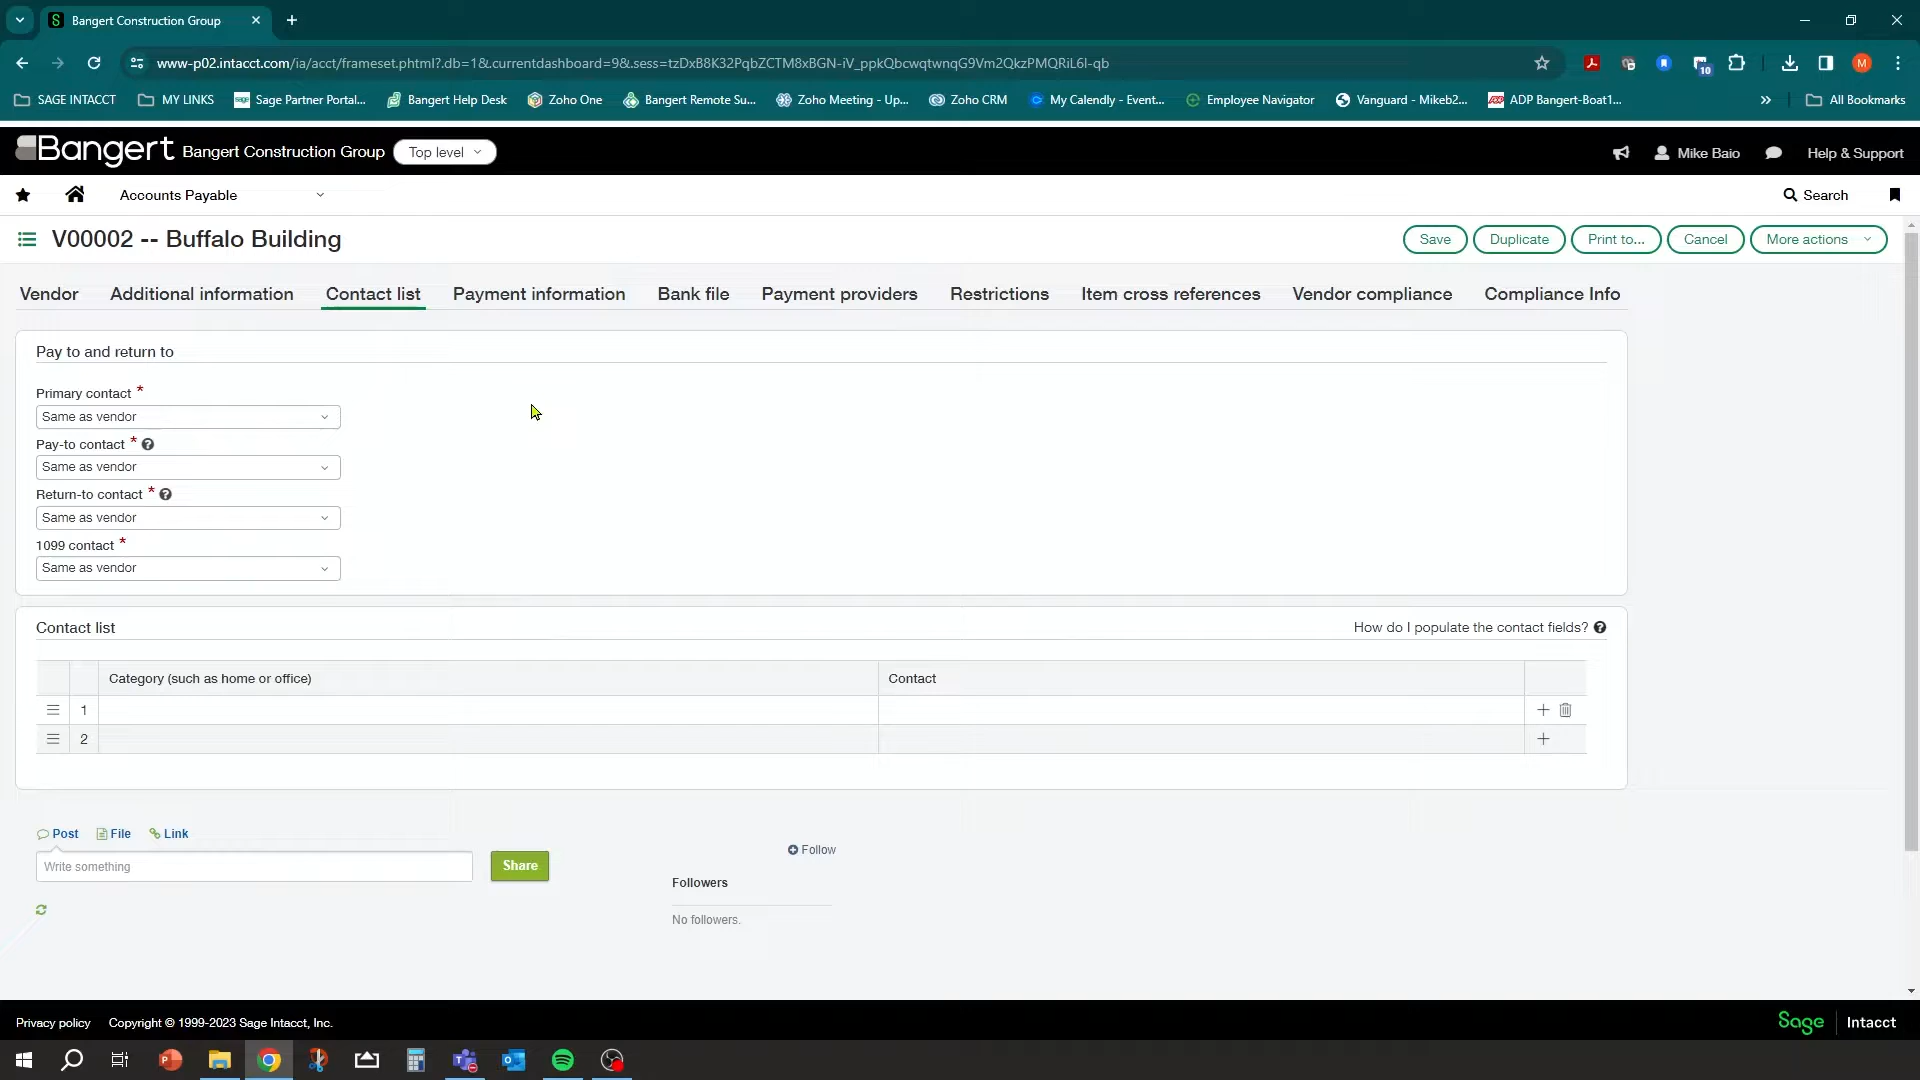 Bangert Construction Group
www-p02.intacct.com/ia/acct/frameset.phtml?.db=1&.currentdashboard=9&.sess=tzDxB8K32PqbZCTM8xBGN-iV_ppkQbcwqtwnqG9Vm2QkzPMQRiL6l-qb
10
M
SAGE INTACCT
MY LINKS
Sage Partner Portal...
Bangert Help Desk
Zoho One
Bangert Remote Su...
Zoho Meeting - Up...
Zoho CRM
My Calendly - Event...
Employee Navigator
Vanguard - Mikeb2...
ADP Bangert-Boat1...
All Bookmarks
Bangert Bangert Construction Group Top level
Mike Baio
Help & Support
Accounts Payable
Search
V00002 -- Buffalo Building
Save Duplicate Print to... Cancel More actions
Vendor Additional information Contact list Payment information Bank file Payment providers Restrictions Item cross references Vendor compliance Compliance Info
Pay to and return to
Primary contact *
Same as vendor
Pay-to contact *
Same as vendor
Return-to contact *
Same as vendor
1099 contact *
Same as vendor
Contact list
How do I populate the contact fields?
Category (such as home or office) Contact
1
2
Post File Link
Write something
Share
Follow
Followers
No followers.
Privacy policy Copyright © 1999-2023 Sage Intacct, Inc.
Sage Intacct